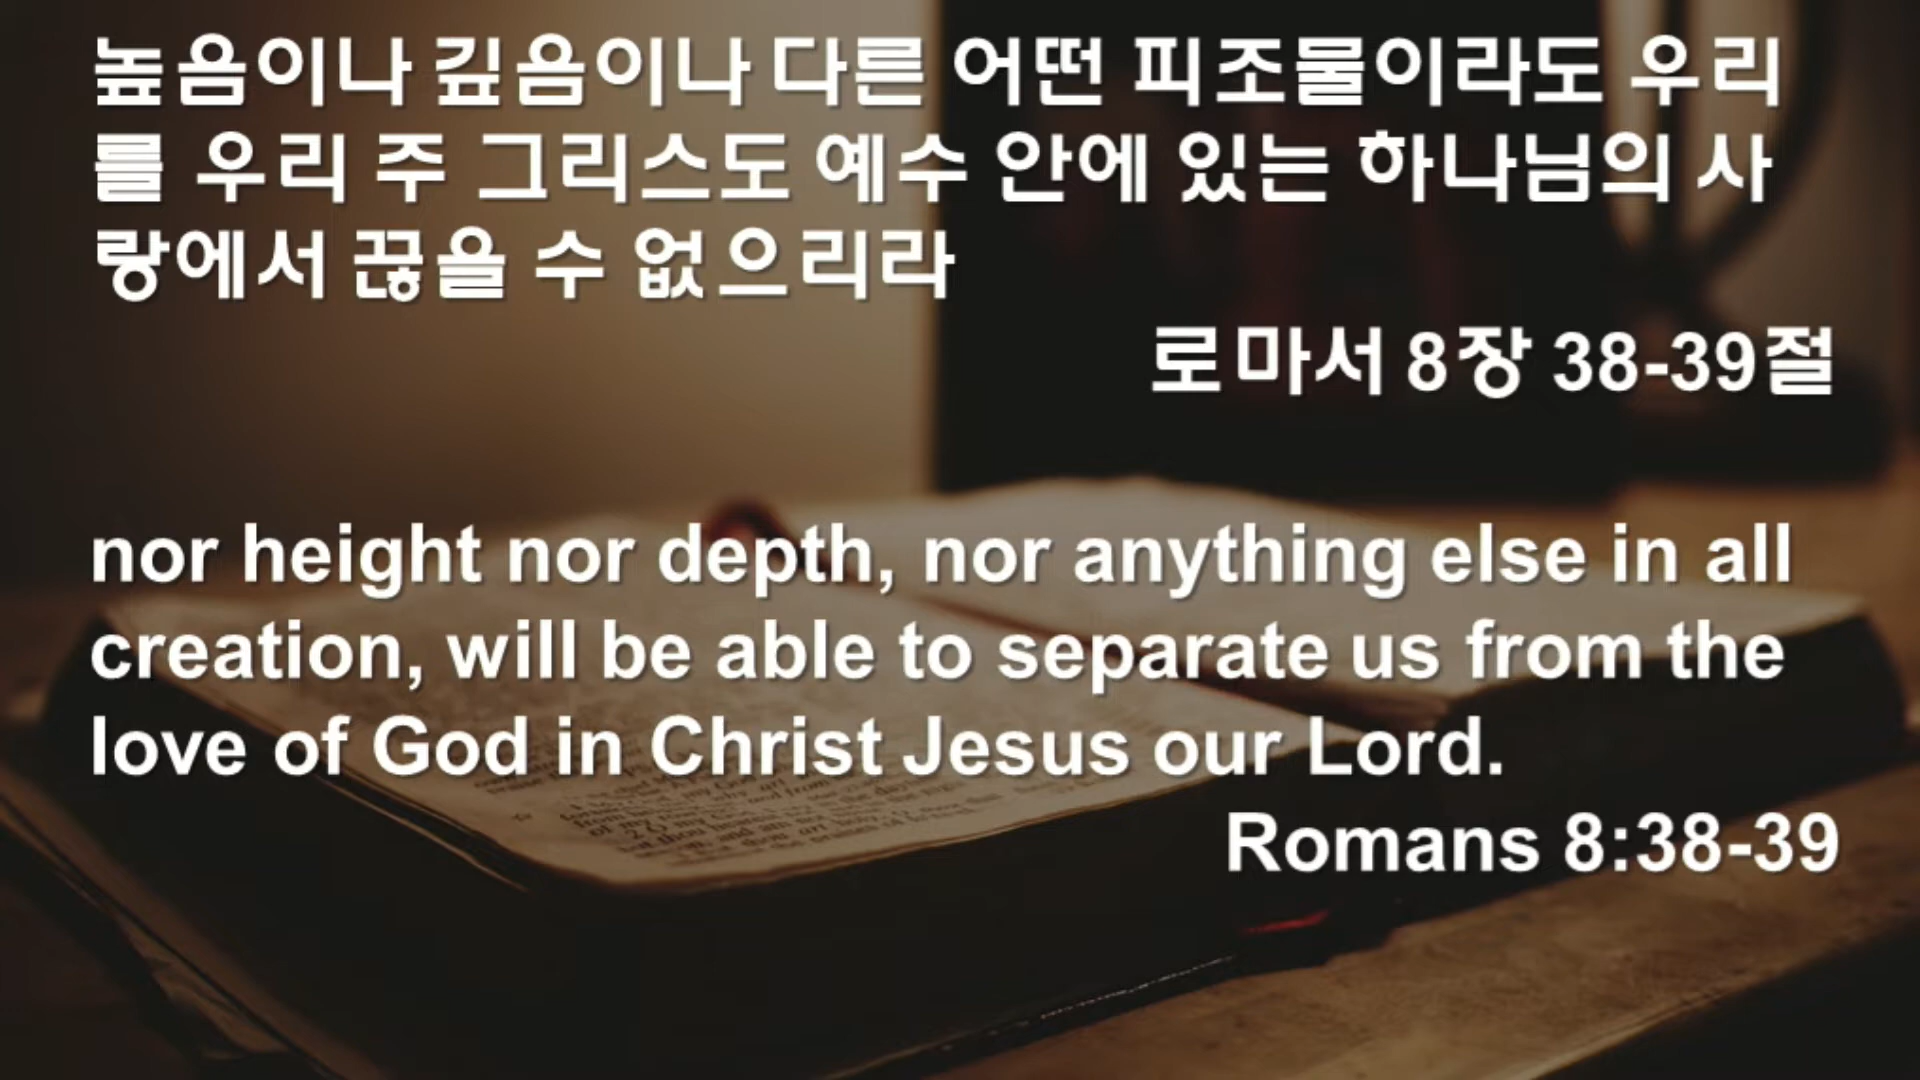 높음이나 깊음이나 다른 어떤 피조물이라도 우리
를 우리 주 그리스도 예수 안에 있는 하나님의 사
랑에서 끊을 수 없으리라
로마서 8장 38-39절
nor height nor depth, nor anything else in all
creation, will be able to separate us from the
love of God in Christ Jesus our Lord.
Romans 8:38-39